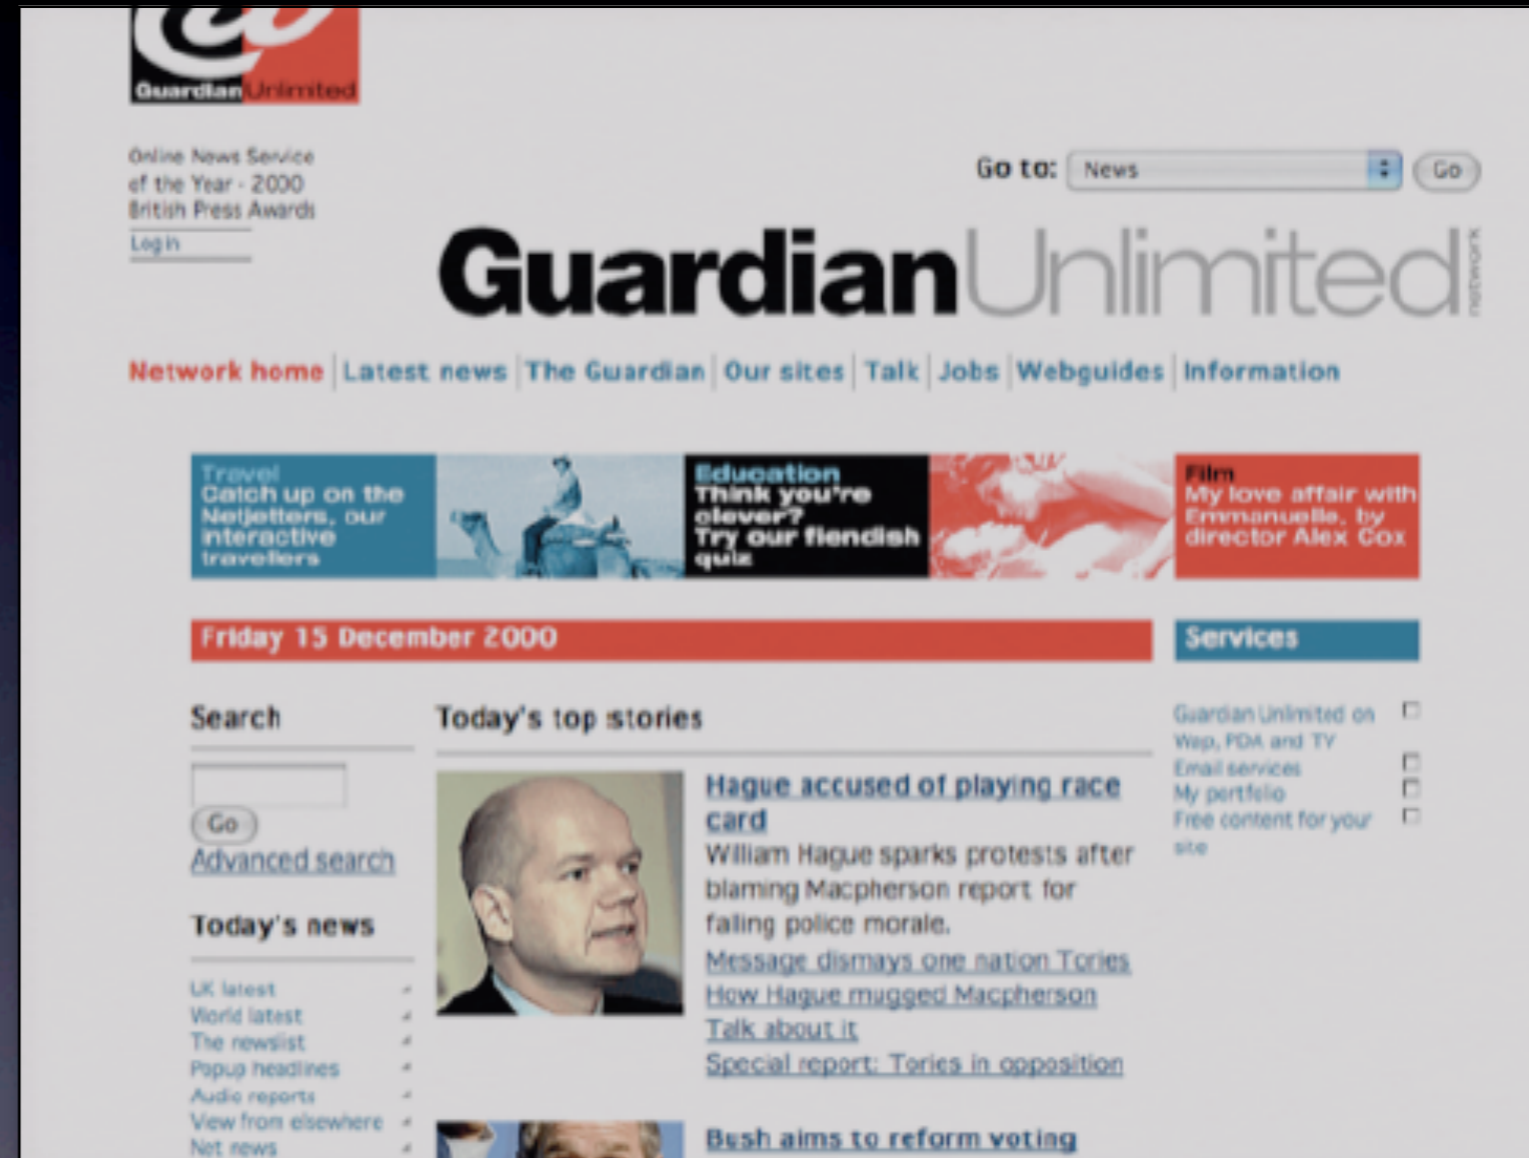 GuardianUnlimited
Online News Service
of the Year - 2000
British Press Awards
Login
Go to: News Go
GuardianUnlimited network
Network home Latest news The Guardian Our sites Talk Jobs Webguides Information
Travel
Catch up on the
Netjetters, our
interactive
travellers
Education
Think you're
clever?
Try our fiendish
quiz
Film
My love affair with
Emmanuelle, by
director Alex Cox
Friday 15 December 2000
Services
Search
Go
Advanced search
Today's news
UK latest
World latest
The newslist
Popup headlines
Audio reports
View from elsewhere
Net news
Today's top stories
Hague accused of playing race
card
William Hague sparks protests after
blaming Macpherson report for
falling police morale.
Message dismays one nation Tories
How Hague mugged Macpherson
Talk about it
Special report: Tories in opposition
Bush aims to reform voting
Guardian Unlimited on
Wap, PDA and TV
Email services
My portfolio
Free content for your
site